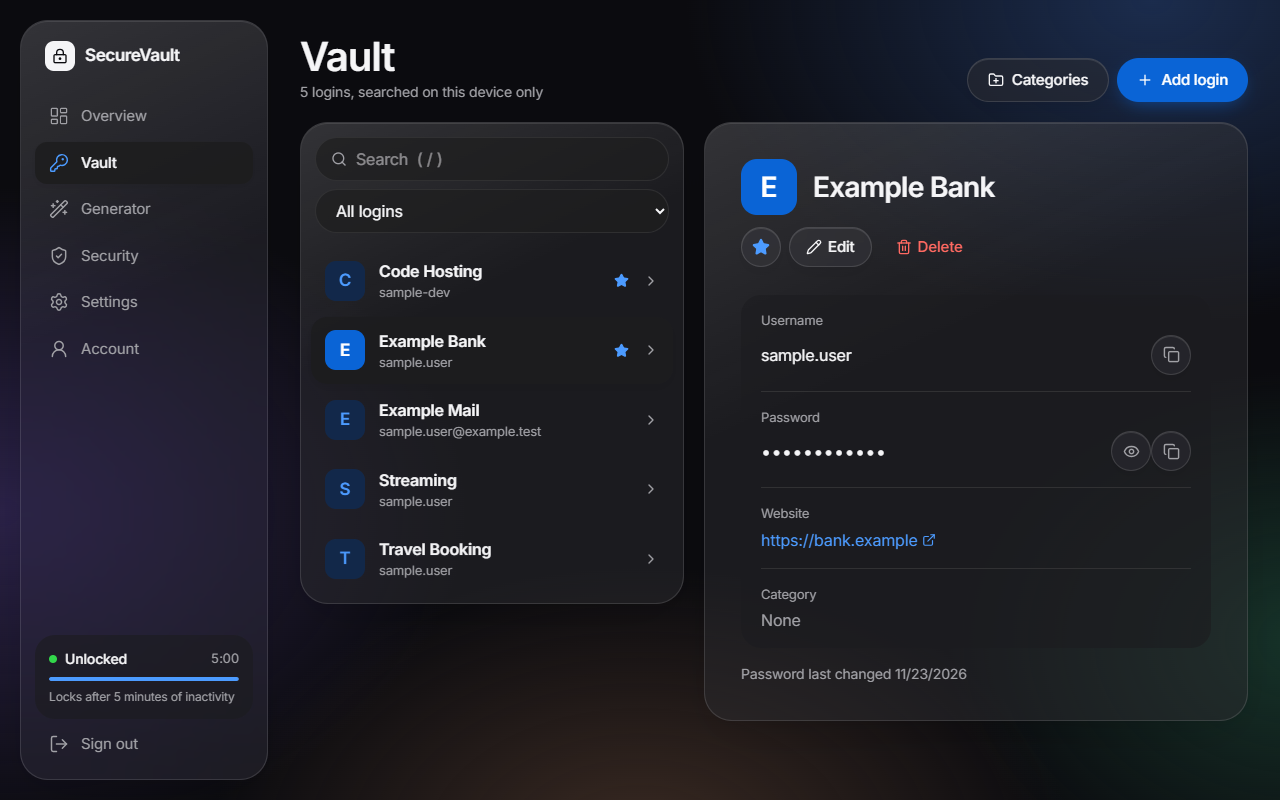 SecureVault
Overview
Vault
Generator
Security
Settings
Account
Unlocked 5:00
Locks after 5 minutes of inactivity
Sign out
Vault
5 logins, searched on this device only
Categories
Add login
Search ( / )
All logins
C Code Hosting
sample-dev
E Example Bank
sample.user
E Example Mail
sample.user@example.test
S Streaming
sample.user
T Travel Booking
sample.user
E Example Bank
Edit
Delete
Username
sample.user
Password
••••••••••••
Website
https://bank.example
Category
None
Password last changed 11/23/2026